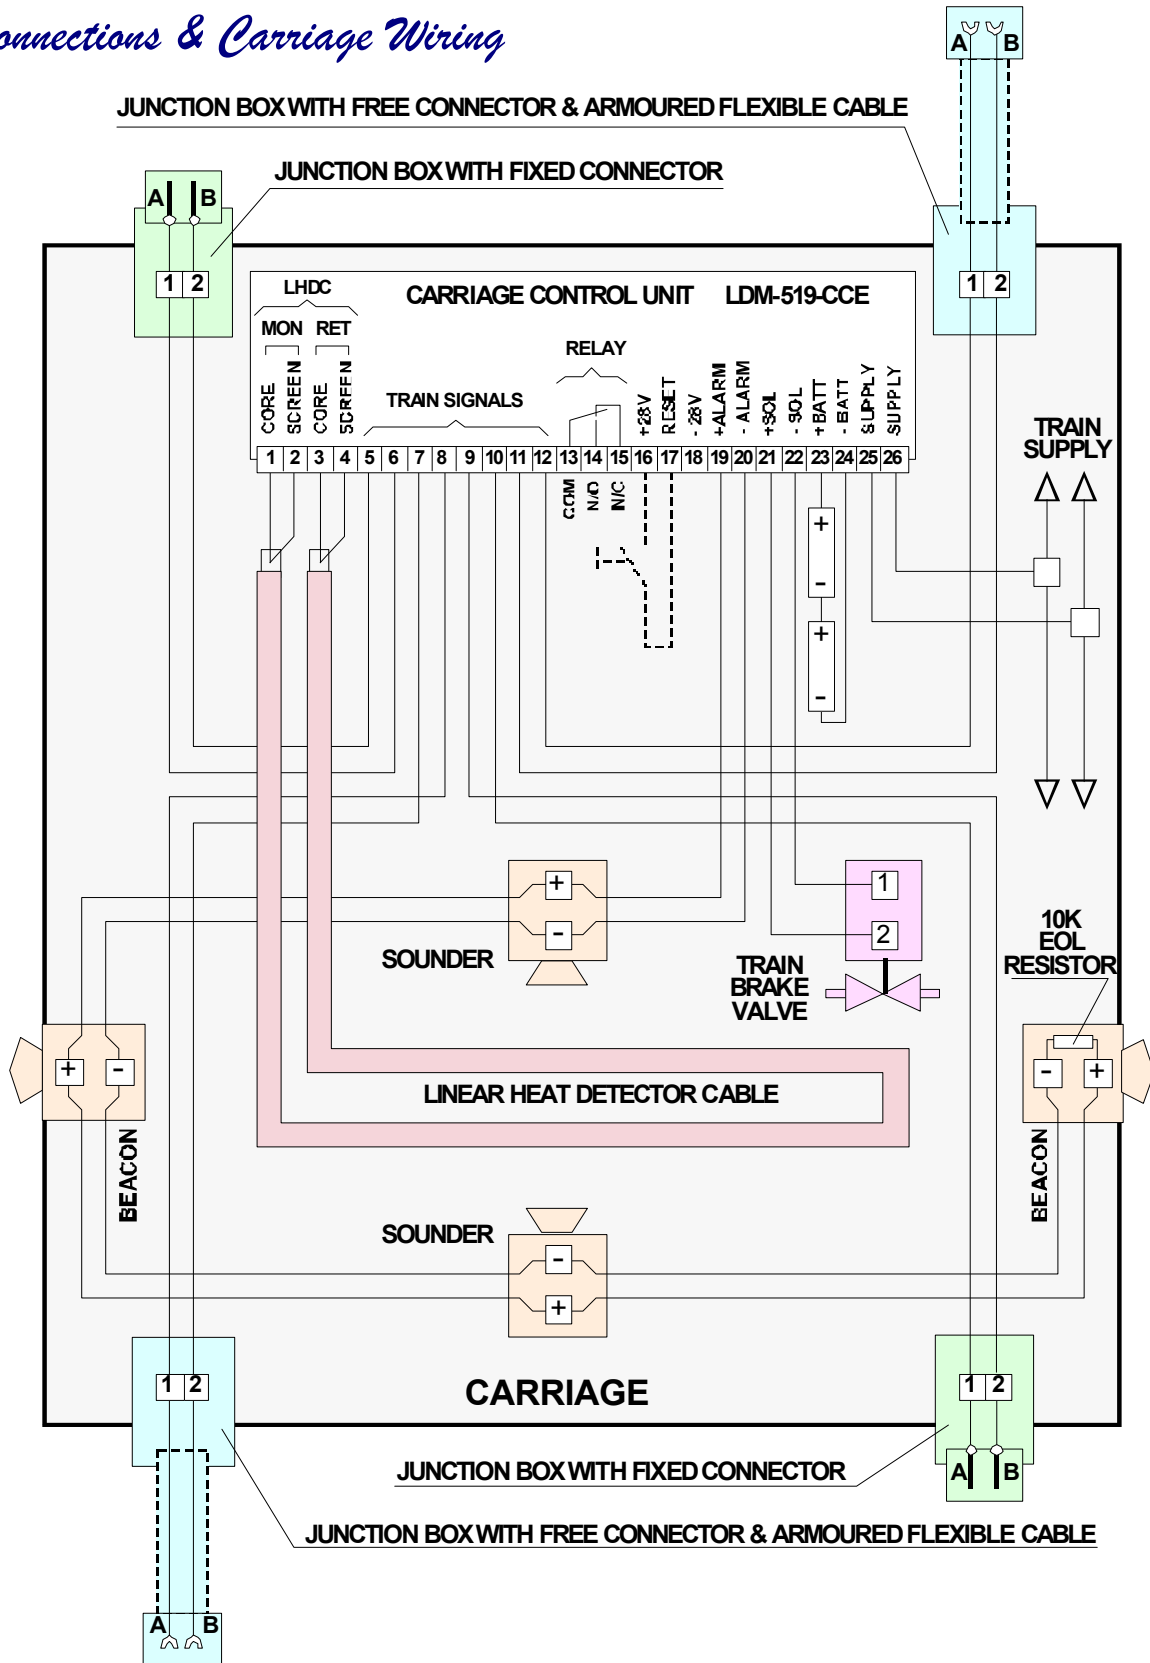 onnections & Carriage Wiring
A B
JUNCTION BOX WITH FREE CONNECTOR & ARMOURED FLEXIBLE CABLE
JUNCTION BOX WITH FIXED CONNECTOR
A B
1 2
1 2
LHDC
CARRIAGE CONTROL UNIT LDM-519-CCE
MON RET
RELAY
CORE
SCREEN
CORE
SCREEN
TRAIN SIGNALS
+28V
RESET
- 28V
+ALARM
- ALARM
+SOL
- SOL
+BATT
- BATT
SUPPLY
SUPPLY
TRAIN
SUPPLY
1 2 3 4 5 6 7 8 9 10 11 12 13 14 15 16 17 18 19 20 21 22 23 24 25 26
COM
N/O
N/C
+
-
+
-
+
-
SOUNDER
1
2
TRAIN
BRAKE
VALVE
10K
EOL
RESISTOR
+ -
- +
LINEAR HEAT DETECTOR CABLE
BEACON
BEACON
SOUNDER
-
+
1 2
CARRIAGE
1 2
JUNCTION BOX WITH FIXED CONNECTOR
A B
JUNCTION BOX WITH FREE CONNECTOR & ARMOURED FLEXIBLE CABLE
A B